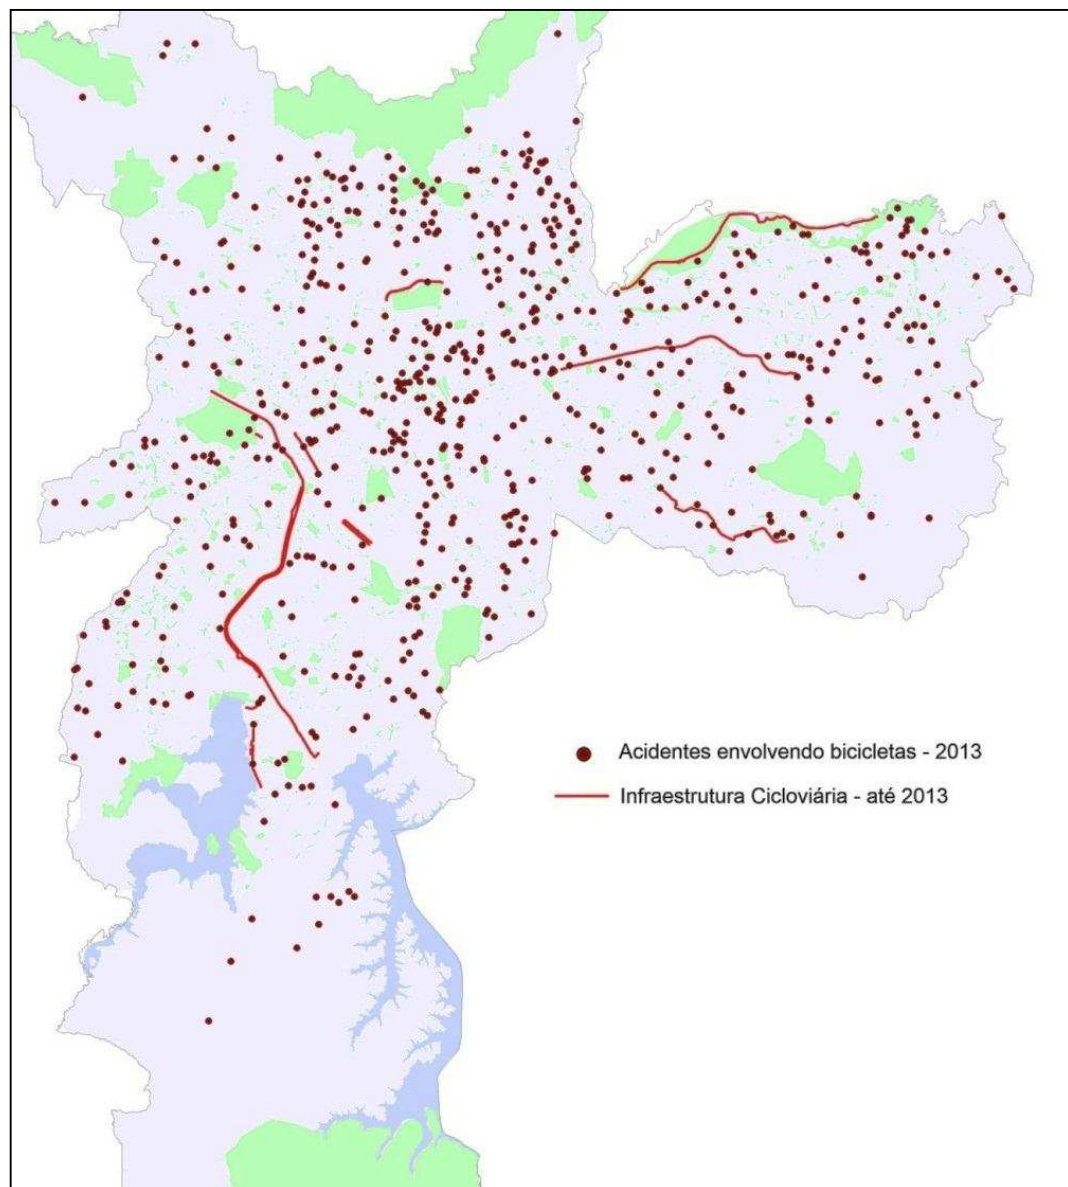 Acidentes envolvendo bicicletas - 2013
Infraestrutura Cicloviária - até 2013